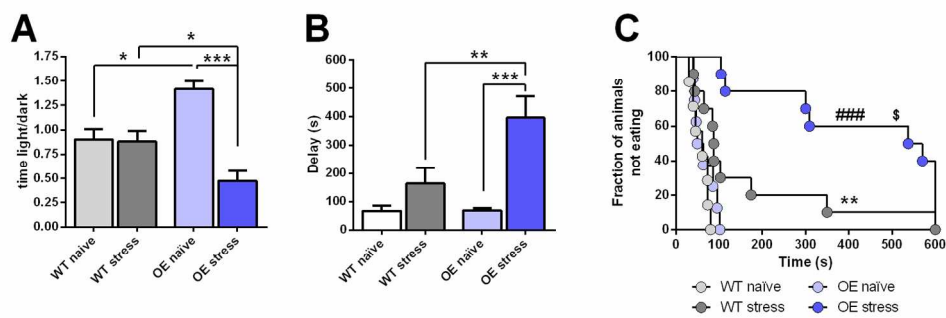 A
time light/dark
1.75
1.50
1.25
1.00
0.75
0.50
0.25
0.00
*
*
***
WT naïve
WT stress
OE naïve
OE stress
B
Delay (s)
600
500
400
300
200
100
0
**
***
WT naïve
WT stress
OE naïve
OE stress
C
Fraction of animals
not eating
100
80
60
40
20
0
###
$
**
0 100 200 300 400 500 600
Time (s)
WT naïve
OE naïve
WT stress
OE stress